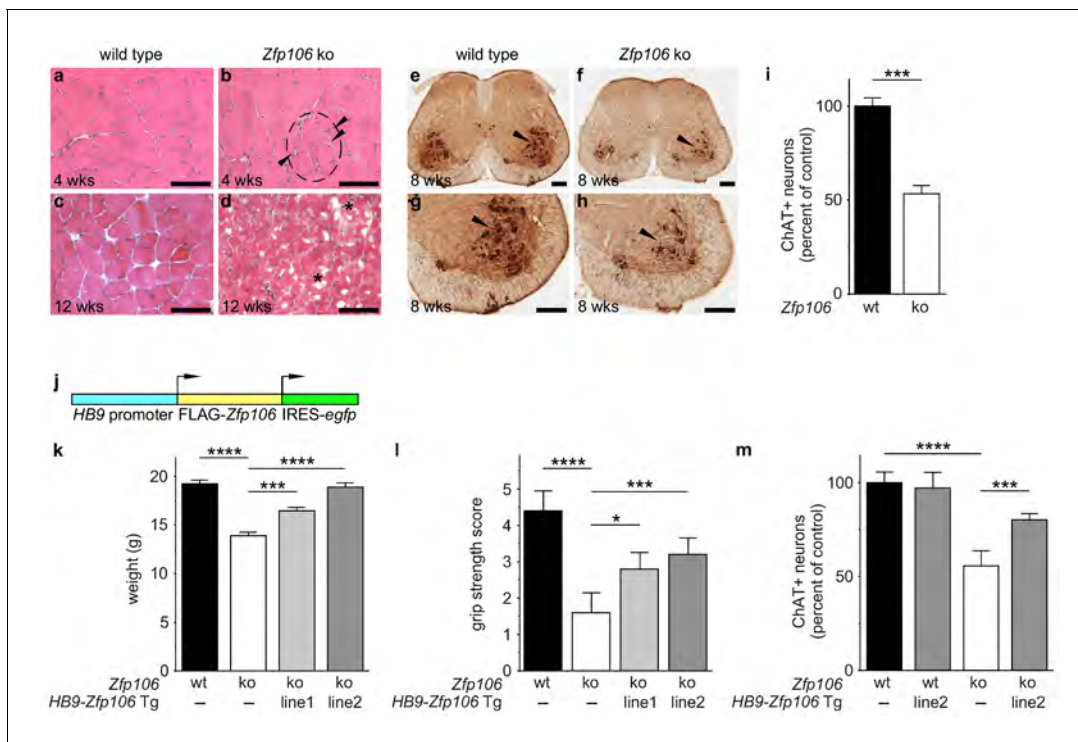 wild type
Zfp106 ko
wild type
Zfp106 ko
a
b
4 wks
4 wks
c
d
*
*
12 wks
12 wks
e
f
8 wks
8 wks
g
h
8 wks
8 wks
i
***
ChAT+ neurons
(percent of control)
100
50
0
Zfp106 wt ko
j
HB9 promoter FLAG-Zfp106 IRES-egfp
k
****
****
***
weight (g)
20
15
10
5
0
Zfp106 wt ko ko ko
HB9-Zfp106 Tg – – line1 line2
l
****
***
*
grip strength score
5
4
3
2
1
0
Zfp106 wt ko ko ko
HB9-Zfp106 Tg – – line1 line2
m
****
***
ChAT+ neurons
(percent of control)
100
50
0
Zfp106 wt wt ko ko
HB9-Zfp106 Tg – line2 – line2